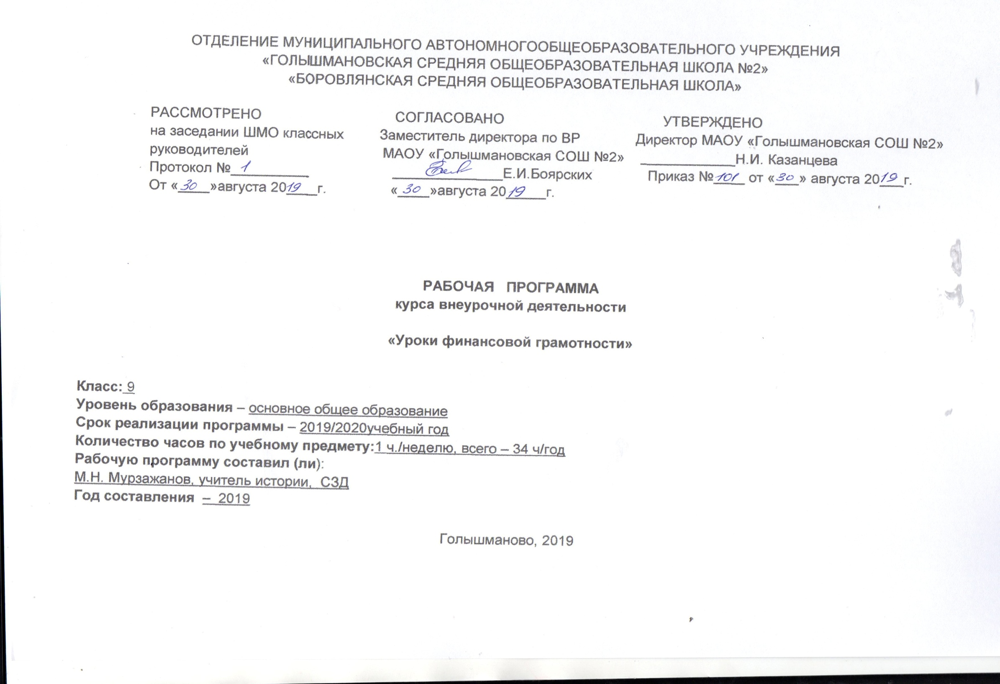 ОТДЕЛЕНИЕ МУНИЦИПАЛЬНОГО АВТОНОМНОГООБЩЕОБРАЗОВАТЕЛЬНОГО УЧРЕЖДЕНИЯ
«ГОЛЫШМАНОВСКАЯ СРЕДНЯЯ ОБЩЕОБРАЗОВАТЕЛЬНАЯ ШКОЛА №2»
«БОРОВЛЯНСКАЯ СРЕДНЯЯ ОБЩЕОБРАЗОВАТЕЛЬНАЯ ШКОЛА»
РАССМОТРЕНО
на заседании ШМО классных
руководителей
Протокол № 1
От «30»августа 2019 г.
СОГЛАСОВАНО
Заместитель директора по ВР
МАОУ «Голышмановская СОШ №2»
Е.И.Боярских
«30»августа 2019 г.
УТВЕРЖДЕНО
Директор МАОУ «Голышмановская СОШ №2»
Н.И. Казанцева
Приказ №101 от «30» августа 2019 г.
РАБОЧАЯ ПРОГРАММА
курса внеурочной деятельности
«Уроки финансовой грамотности»
Класс: 9
Уровень образования – основное общее образование
Срок реализации программы – 2019/2020учебный год
Количество часов по учебному предмету:1 ч./неделю, всего – 34 ч/год
Рабочую программу составил (ли):
М.Н. Мурзажанов, учитель истории, СЗД
Год составления – 2019
Голышманово, 2019